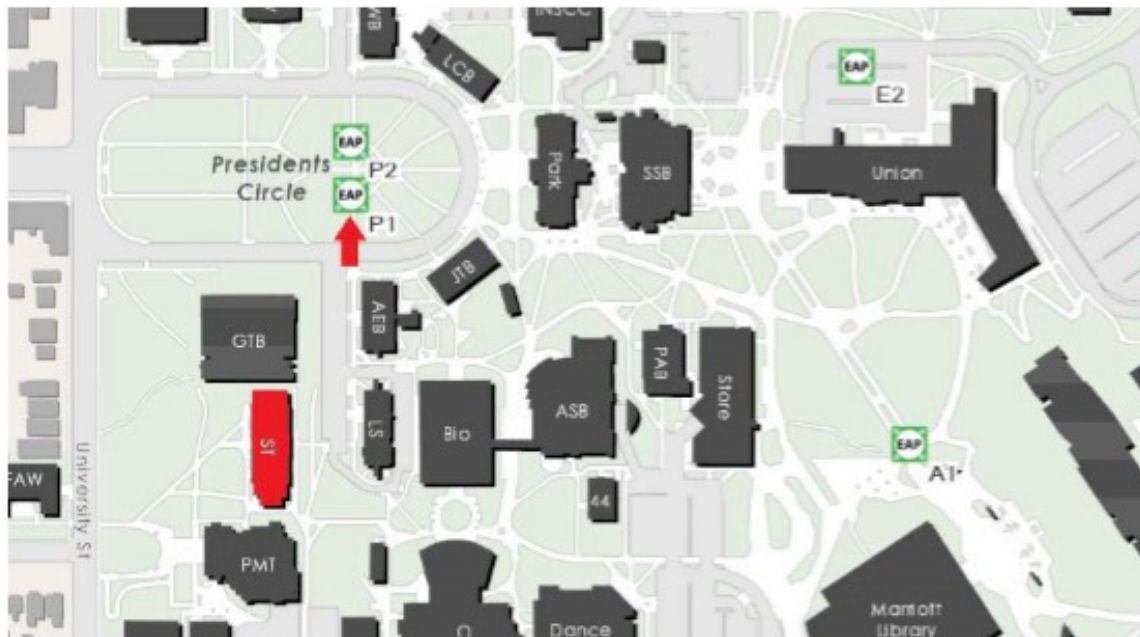 INSCC
WB
LCB
EAP
E2
EAP
P2
Presidents
Circle
EAP
P1
Park
SSB
Union
JTB
AEB
GTB
PAB
Store
ASB
LS
Bio
ST
EAP
A1
FAW
University St
44
PMT
Marriott
Library
Dance